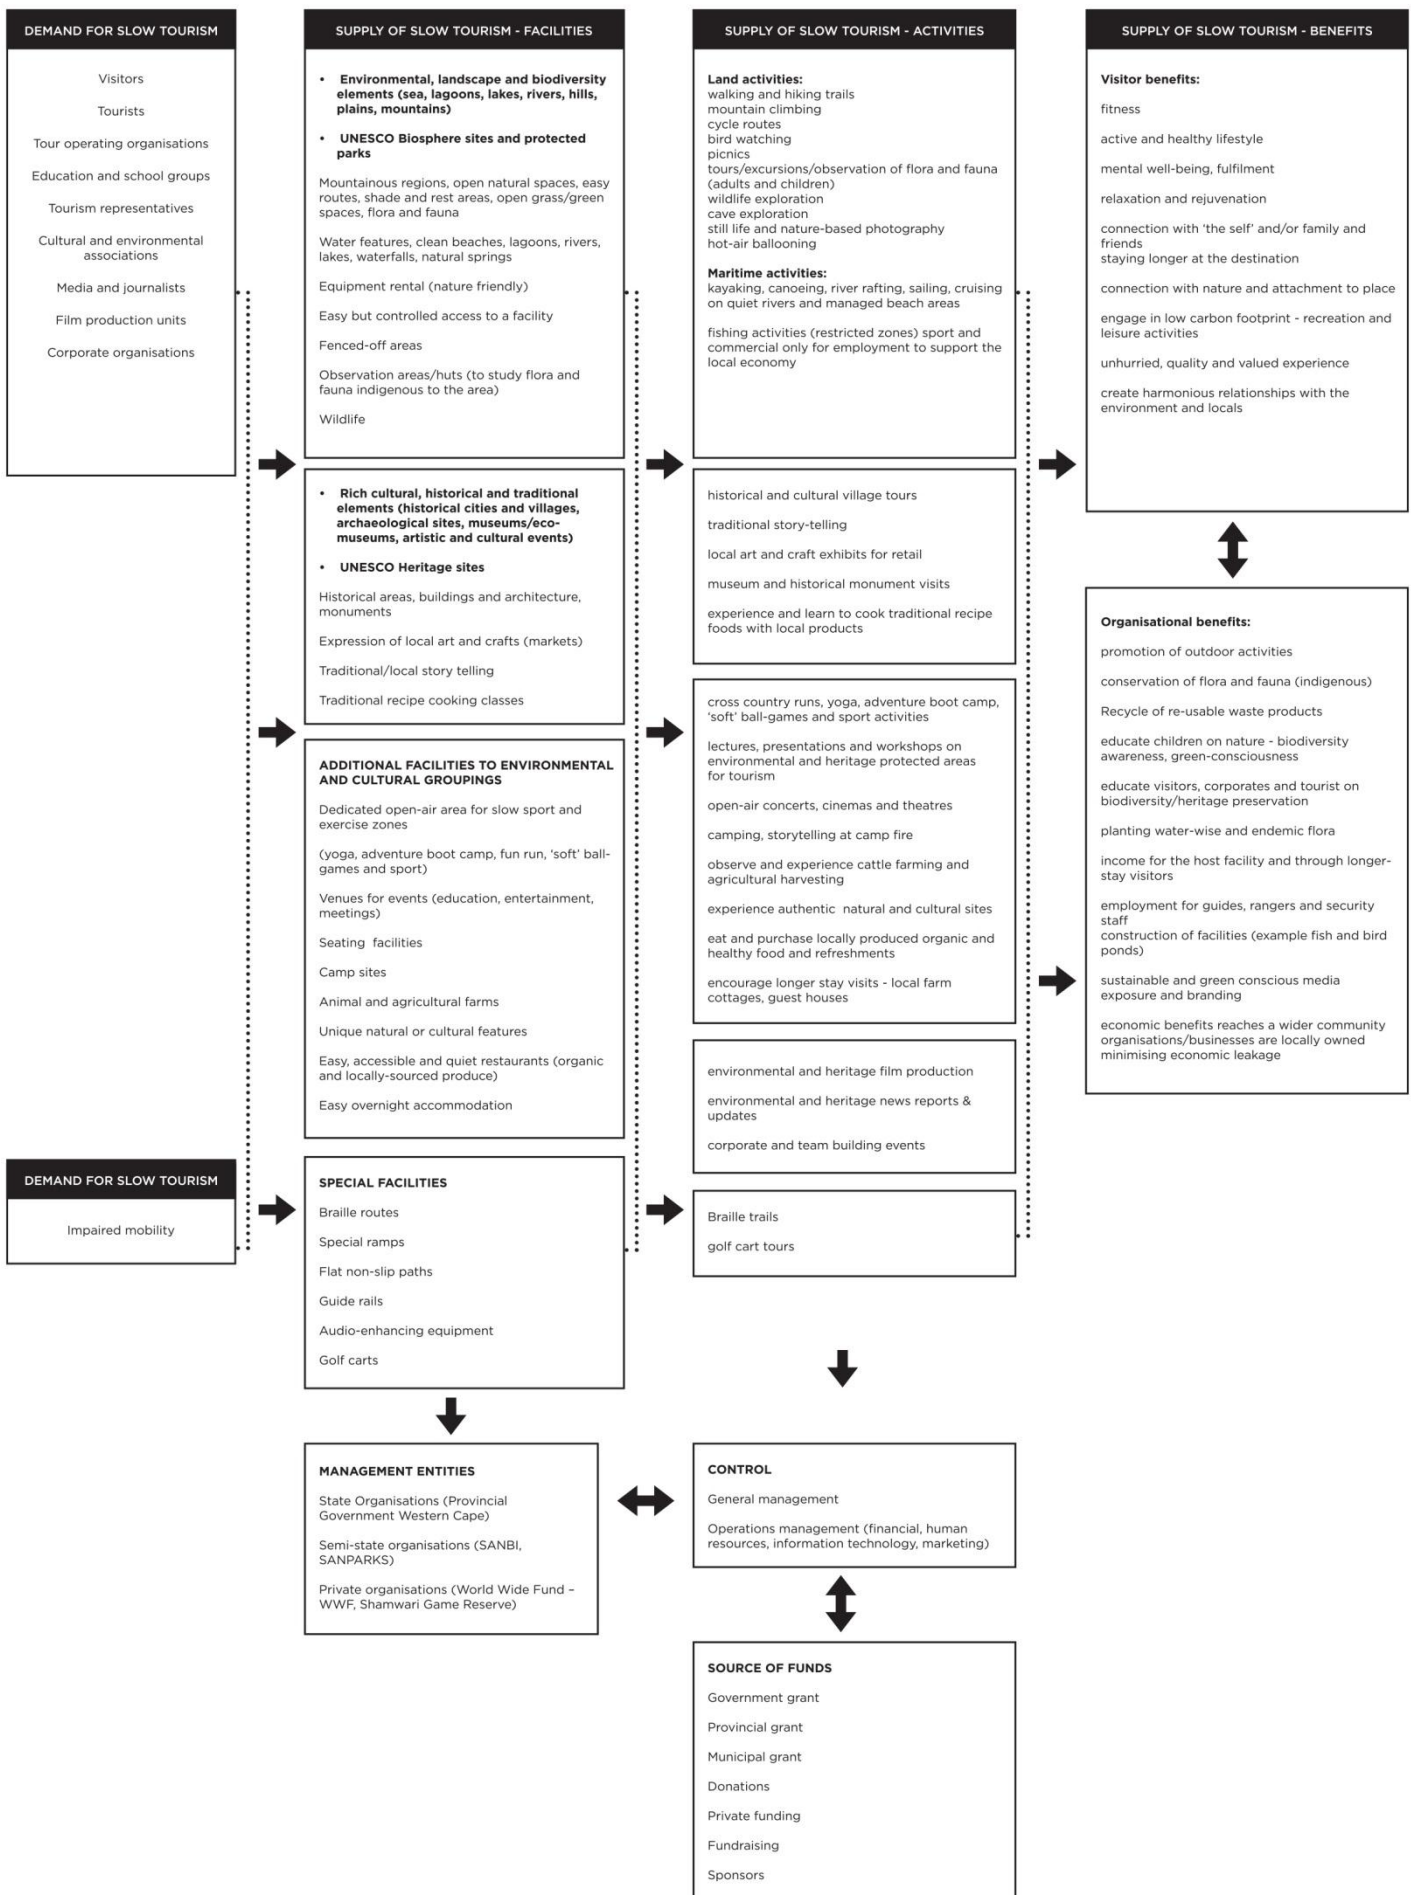 DEMAND FOR SLOW TOURISM
Visitors
Tourists
Tour operating organisations
Education and school groups
Tourism representatives
Cultural and environmental
associations
Media and journalists
Film production units
Corporate organisations
DEMAND FOR SLOW TOURISM
Impaired mobility
SUPPLY OF SLOW TOURISM - FACILITIES
• Environmental, landscape and biodiversity
elements (sea, lagoons, lakes, rivers, hills,
plains, mountains)
• UNESCO Biosphere sites and protected
parks
Mountainous regions, open natural spaces, easy
routes, shade and rest areas, open grass/green
spaces, flora and fauna
Water features, clean beaches, lagoons, rivers,
lakes, waterfalls, natural springs
Equipment rental (nature friendly)
Easy but controlled access to a facility
Fenced-off areas
Observation areas/huts (to study flora and
fauna indigenous to the area)
Wildlife
• Rich cultural, historical and traditional
elements (historical cities and villages,
archaeological sites, museums/eco-
museums, artistic and cultural events)
• UNESCO Heritage sites
Historical areas, buildings and architecture,
monuments
Expression of local art and crafts (markets)
Traditional/local story telling
Traditional recipe cooking classes
ADDITIONAL FACILITIES TO ENVIRONMENTAL
AND CULTURAL GROUPINGS
Dedicated open-air area for slow sport and
exercise zones
(yoga, adventure boot camp, fun run, ‘soft’ ball-
games and sport)
Venues for events (education, entertainment,
meetings)
Seating facilities
Camp sites
Animal and agricultural farms
Unique natural or cultural features
Easy, accessible and quiet restaurants (organic
and locally-sourced produce)
Easy overnight accommodation
SPECIAL FACILITIES
Braille routes
Special ramps
Flat non-slip paths
Guide rails
Audio-enhancing equipment
Golf carts
MANAGEMENT ENTITIES
State Organisations (Provincial
Government Western Cape)
Semi-state organisations (SANBI,
SANPARKS)
Private organisations (World Wide Fund –
WWF, Shamwari Game Reserve)
SUPPLY OF SLOW TOURISM - ACTIVITIES
Land activities:
walking and hiking trails
mountain climbing
cycle routes
bird watching
picnics
tours/excursions/observation of flora and fauna
(adults and children)
wildlife exploration
cave exploration
still life and nature-based photography
hot-air ballooning
Maritime activities:
kayaking, canoeing, river rafting, sailing, cruising
on quiet rivers and managed beach areas
fishing activities (restricted zones) sport and
commercial only for employment to support the
local economy
historical and cultural village tours
traditional story-telling
local art and craft exhibits for retail
museum and historical monument visits
experience and learn to cook traditional recipe
foods with local products
cross country runs, yoga, adventure boot camp,
‘soft’ ball-games and sport activities
lectures, presentations and workshops on
environmental and heritage protected areas
for tourism
open-air concerts, cinemas and theatres
camping, storytelling at camp fire
observe and experience cattle farming and
agricultural harvesting
experience authentic natural and cultural sites
eat and purchase locally produced organic and
healthy food and refreshments
encourage longer stay visits - local farm
cottages, guest houses
environmental and heritage film production
environmental and heritage news reports &
updates
corporate and team building events
Braille trails
golf cart tours
CONTROL
General management
Operations management (financial, human
resources, information technology, marketing)
SOURCE OF FUNDS
Government grant
Provincial grant
Municipal grant
Donations
Private funding
Fundraising
Sponsors
SUPPLY OF SLOW TOURISM - BENEFITS
Visitor benefits:
fitness
active and healthy lifestyle
mental well-being, fulfilment
relaxation and rejuvenation
connection with ‘the self’ and/or family and
friends
staying longer at the destination
connection with nature and attachment to place
engage in low carbon footprint - recreation and
leisure activities
unhurried, quality and valued experience
create harmonious relationships with the
environment and locals
Organisational benefits:
promotion of outdoor activities
conservation of flora and fauna (indigenous)
Recycle of re-usable waste products
educate children on nature - biodiversity
awareness, green-consciousness
educate visitors, corporates and tourist on
biodiversity/heritage preservation
planting water-wise and endemic flora
income for the host facility and through longer-
stay visitors
employment for guides, rangers and security
staff
construction of facilities (example fish and bird
ponds)
sustainable and green conscious media
exposure and branding
economic benefits reaches a wider community
organisations/businesses are locally owned
minimising economic leakage